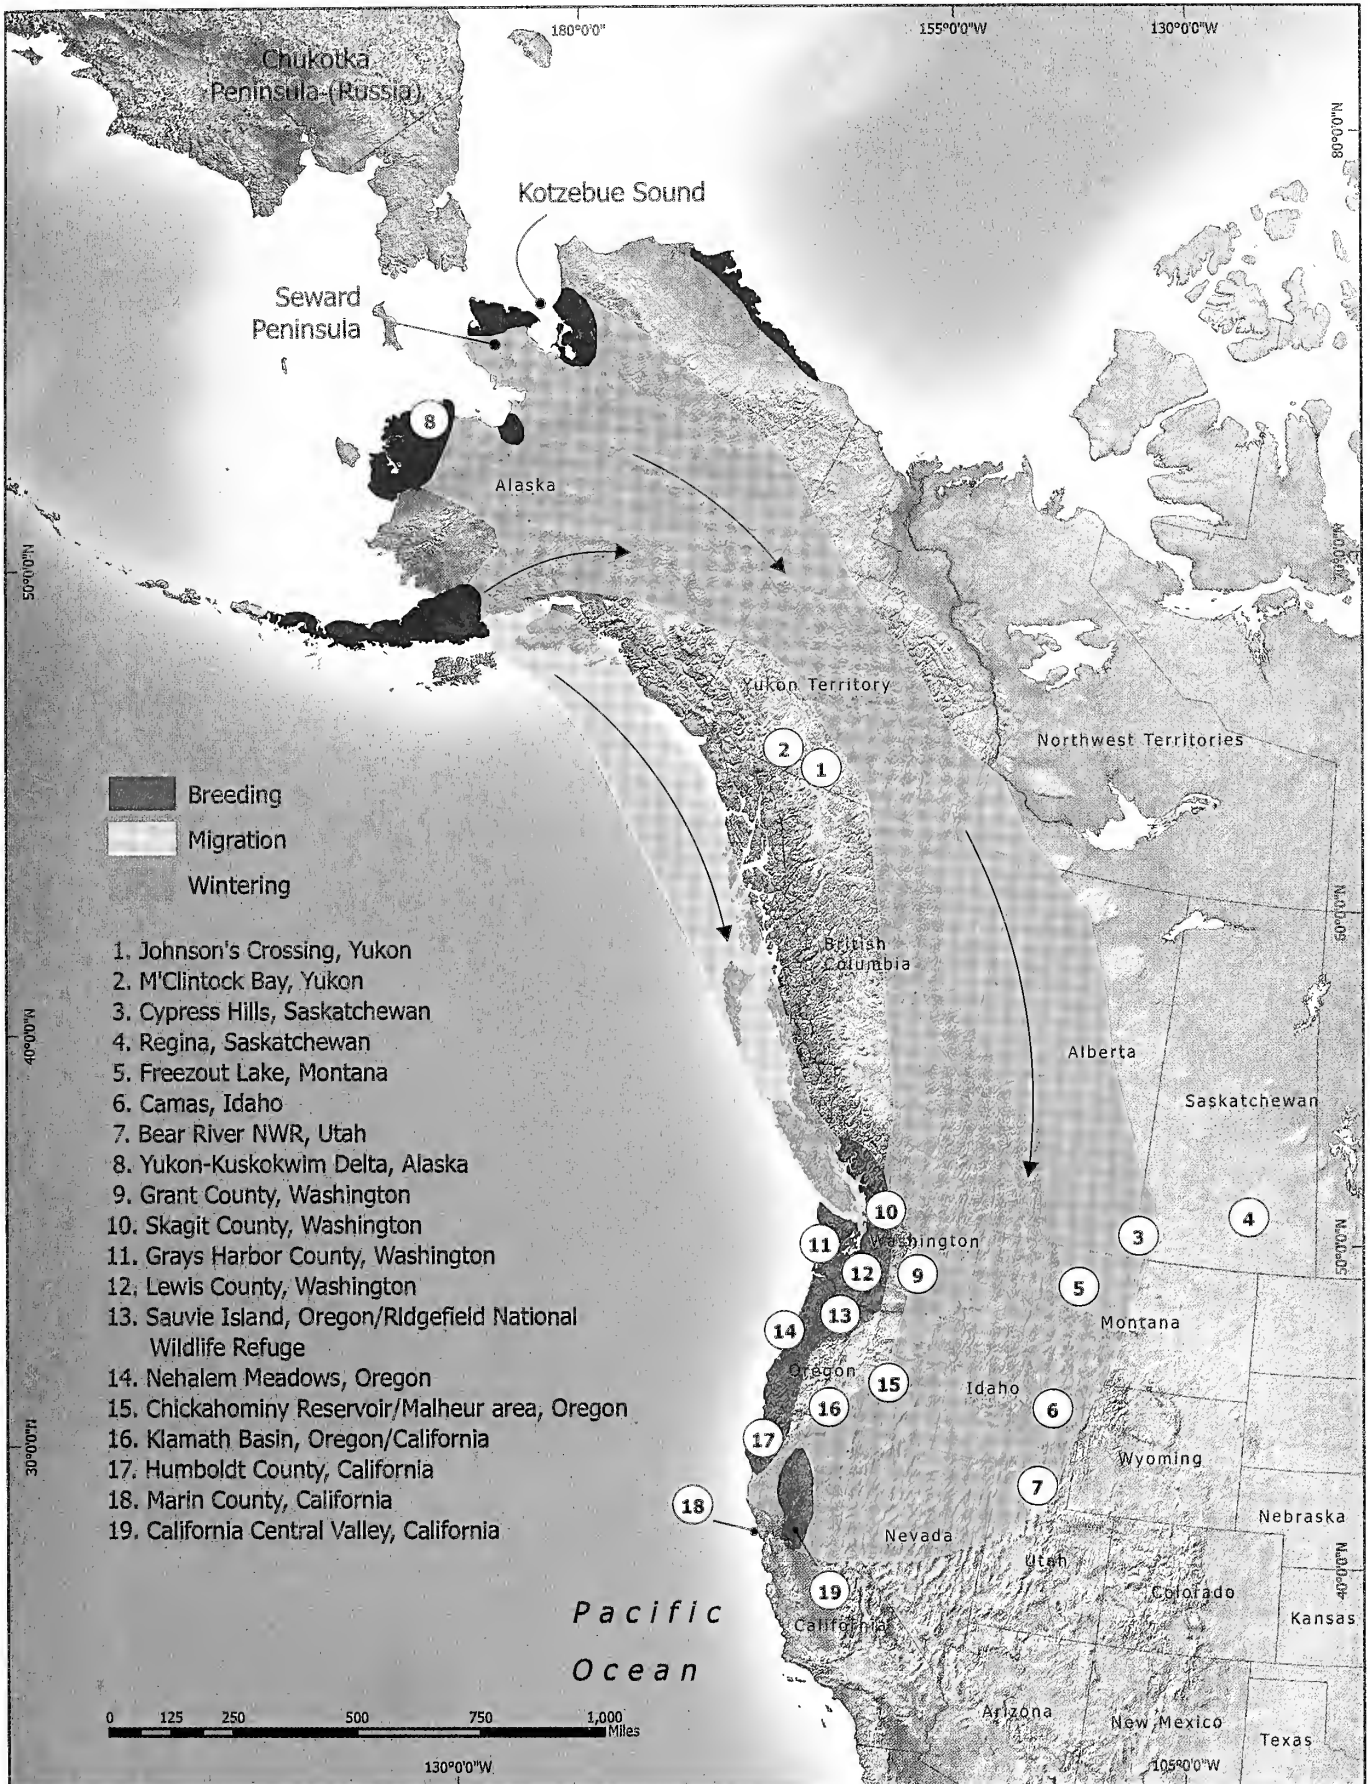 180°0'0"
155°0'0"W
130°0'0"W
Chukotka
Peninsula (Russia)
80°0'0"N
Kotzebue Sound
Seward
Peninsula
8
Alaska
50°0'0"N
Yukon Territory
Northwest Territories
2
1
Breeding
Migration
Wintering
60°0'0"N
British
Columbia
1. Johnson's Crossing, Yukon
2. M'Clintock Bay, Yukon
3. Cypress Hills, Saskatchewan
4. Regina, Saskatchewan
5. Freezout Lake, Montana
6. Camas, Idaho
7. Bear River NWR, Utah
8. Yukon-Kuskokwim Delta, Alaska
9. Grant County, Washington
10. Skagit County, Washington
11. Grays Harbor County, Washington
12. Lewis County, Washington
13. Sauvie Island, Oregon/Ridgefield National
Wildlife Refuge
14. Nehalem Meadows, Oregon
15. Chickahominy Reservoir/Malheur area, Oregon
16. Klamath Basin, Oregon/California
17. Humboldt County, California
18. Marin County, California
19. California Central Valley, California
40°0'0"N
Alberta
Saskatchewan
10
4
3
11
Washington
50°0'0"N
12
9
5
13
14
Montana
Oregon
15
Idaho
16
6
17
30°0'0"N
Wyoming
7
18
Nebraska
Nevada
Utah
40°0'0"N
19
Colorado
Pacific
Ocean
California
Kansas
Arizona
New Mexico
Texas
0 125 250 500 750 1,000
Miles
130°0'0"W
105°0'0"W